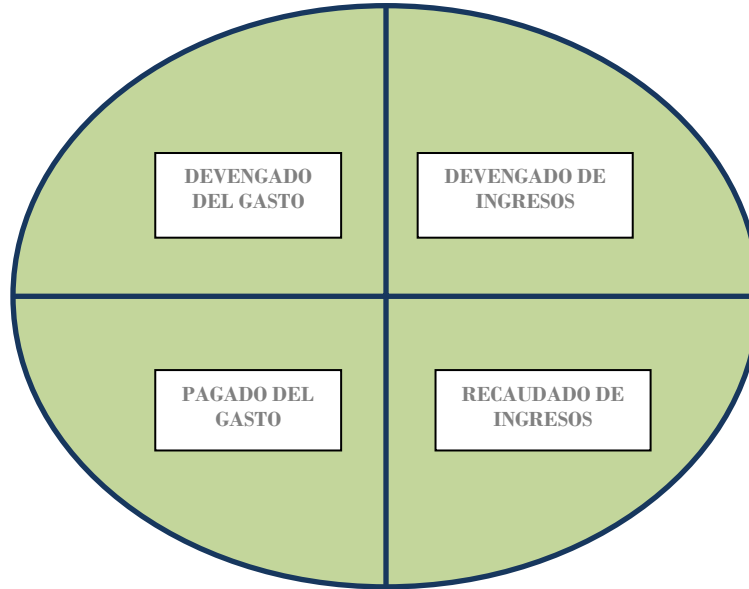 DEVENGADO
DEL GASTO
DEVENGADO DE
INGRESOS
PAGADO DEL
GASTO
RECAUDADO DE
INGRESOS